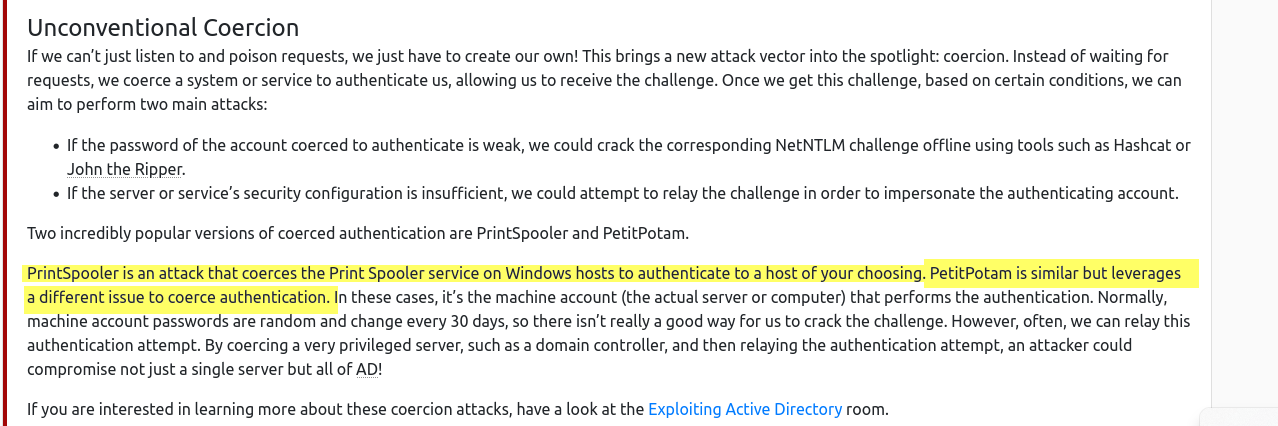 Unconventional Coercion
If we can’t just listen to and poison requests, we just have to create our own! This brings a new attack vector into the spotlight: coercion. Instead of waiting for
requests, we coerce a system or service to authenticate us, allowing us to receive the challenge. Once we get this challenge, based on certain conditions, we can
aim to perform two main attacks:
• If the password of the account coerced to authenticate is weak, we could crack the corresponding NetNTLM challenge offline using tools such as Hashcat or
John the Ripper.
• If the server or service’s security configuration is insufficient, we could attempt to relay the challenge in order to impersonate the authenticating account.
Two incredibly popular versions of coerced authentication are PrintSpooler and PetitPotam.
PrintSpooler is an attack that coerces the Print Spooler service on Windows hosts to authenticate to a host of your choosing. PetitPotam is similar but leverages
a different issue to coerce authentication. In these cases, it’s the machine account (the actual server or computer) that performs the authentication. Normally,
machine account passwords are random and change every 30 days, so there isn’t really a good way for us to crack the challenge. However, often, we can relay this
authentication attempt. By coercing a very privileged server, such as a domain controller, and then relaying the authentication attempt, an attacker could
compromise not just a single server but all of AD!
If you are interested in learning more about these coercion attacks, have a look at the Exploiting Active Directory room.